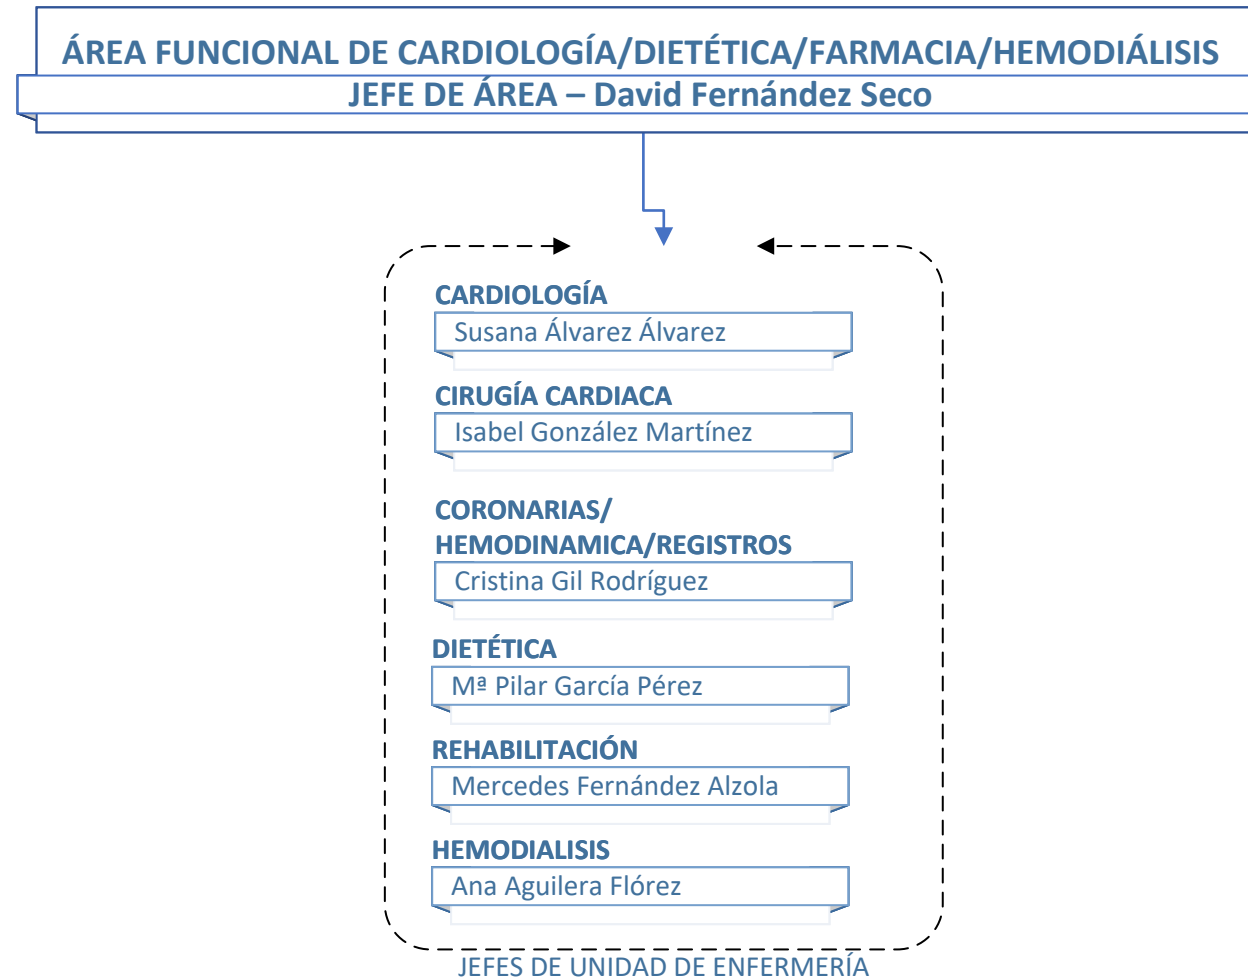 ÁREA FUNCIONAL DE CARDIOLOGÍA/DIETÉTICA/FARMACIA/HEMODIÁLISIS
JEFE DE ÁREA – David Fernández Seco
CARDIOLOGÍA
Susana Álvarez Álvarez
CIRUGÍA CARDIACA
Isabel González Martínez
CORONARIAS/
HEMODINAMICA/REGISTROS
Cristina Gil Rodríguez
DIETÉTICA
Mª Pilar García Pérez
REHABILITACIÓN
Mercedes Fernández Alzola
HEMODIALISIS
Ana Aguilera Flórez
JEFES DE UNIDAD DE ENFERMERÍA